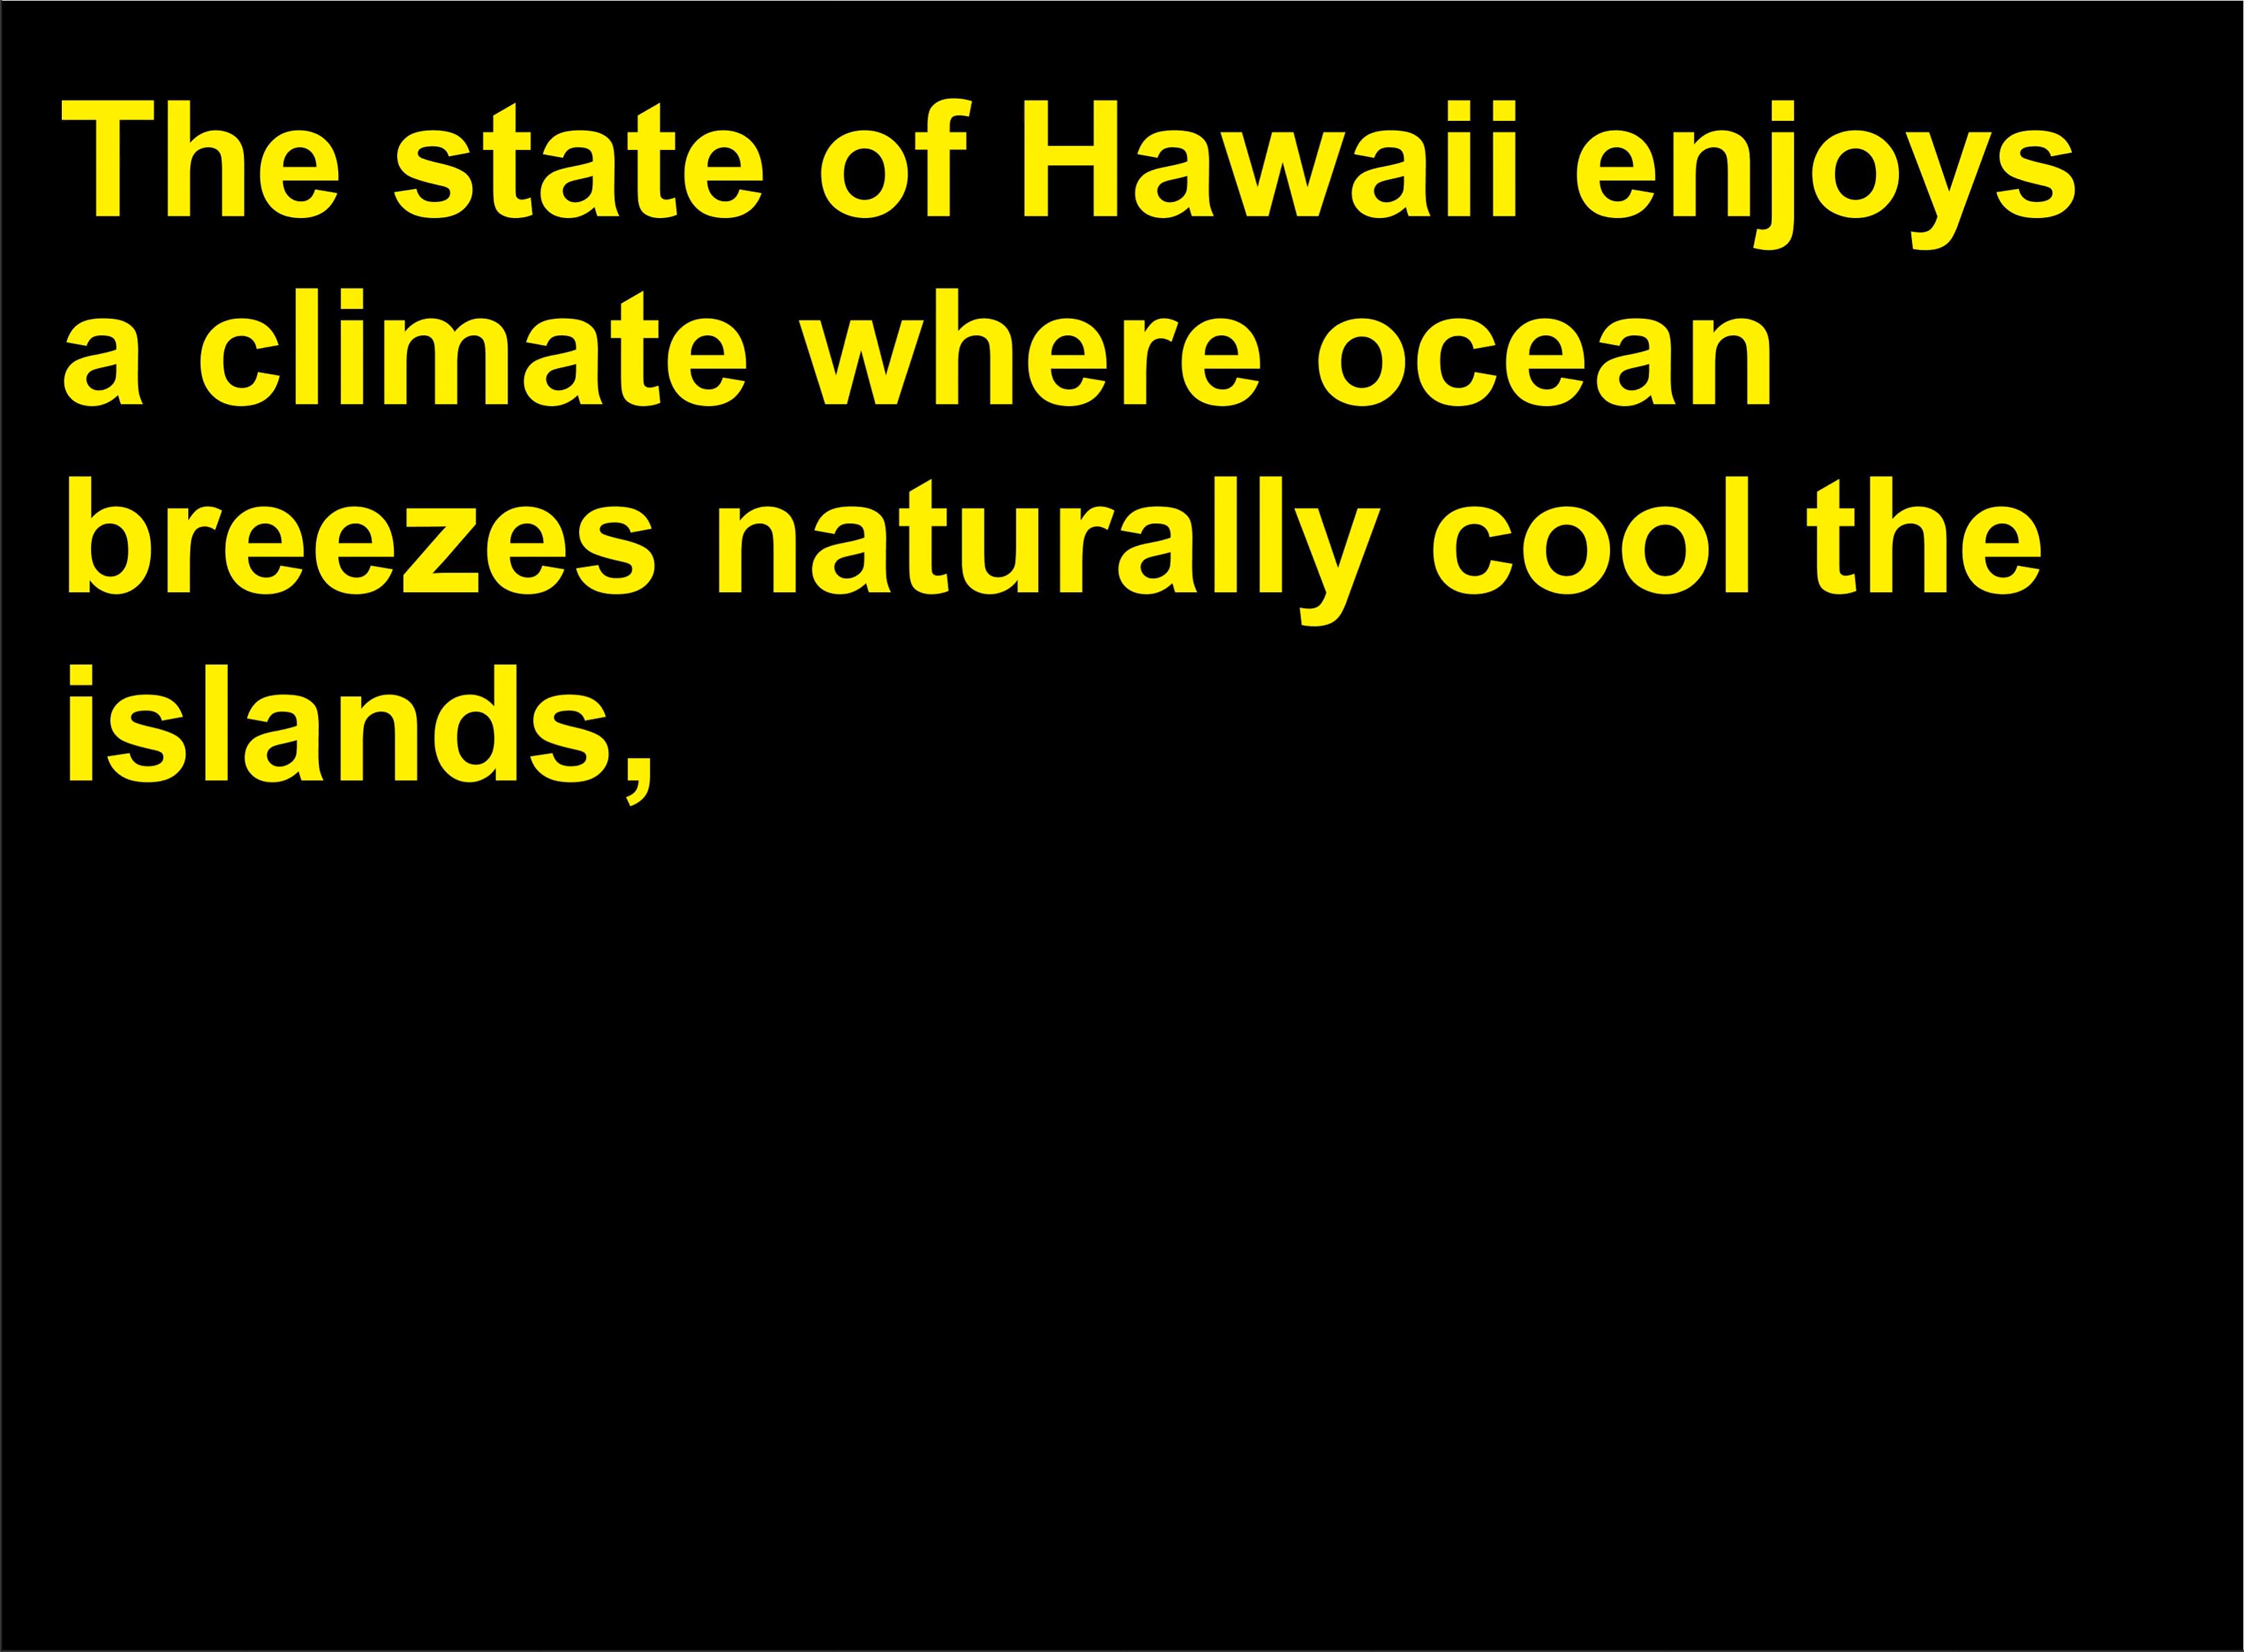 The state of Hawaii enjoys
a climate where ocean
breezes naturally cool the
islands,